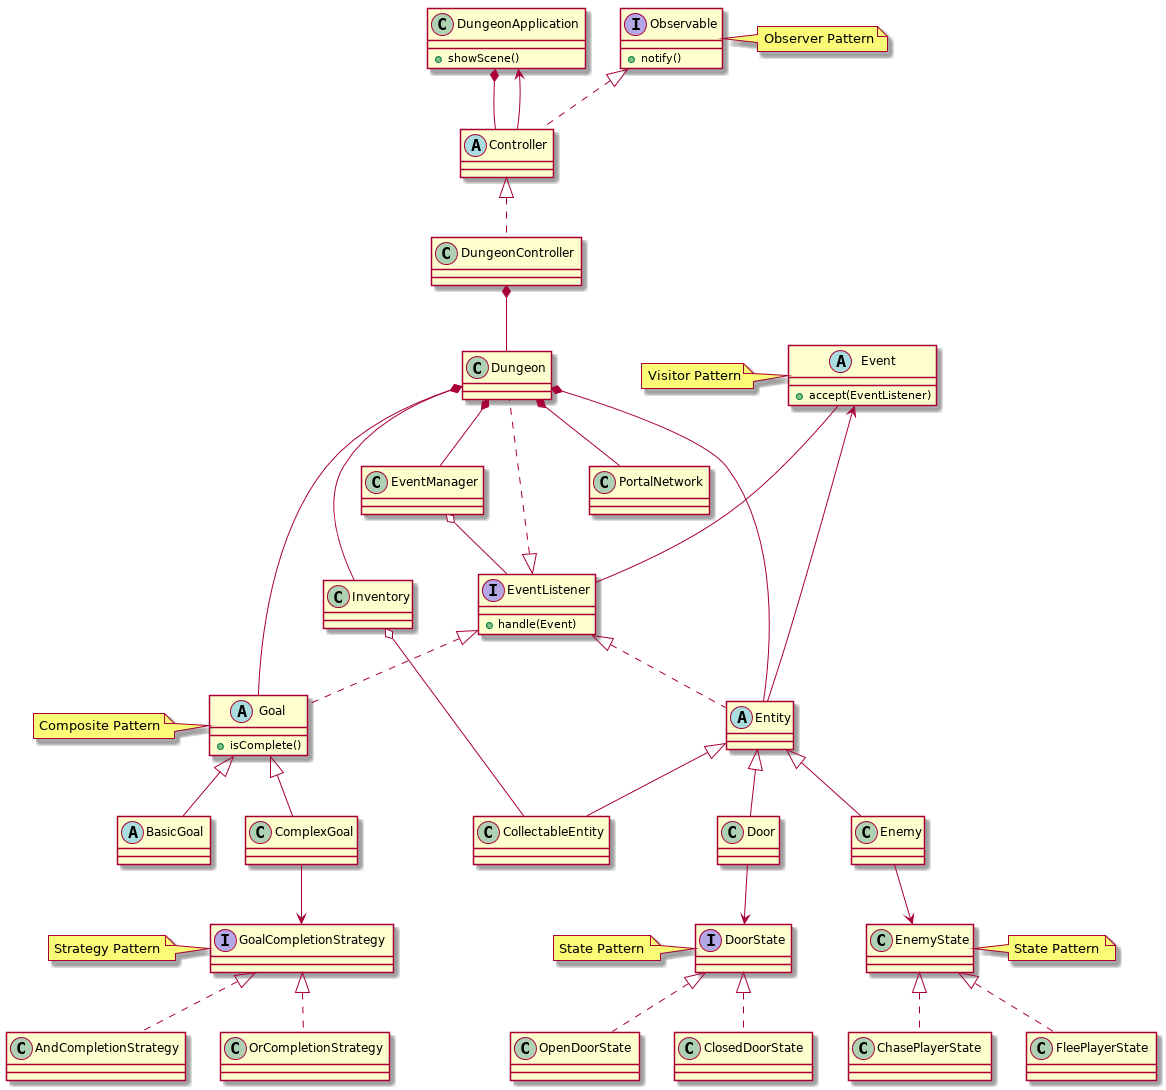 C DungeonApplication
+ showScene()
I Observable
+ notify()
Observer Pattern
A Controller
C DungeonController
C Dungeon
Visitor Pattern
A Event
accept(EventListener)
C EventManager
C PortalNetwork
C Inventory
I EventListener
handle(Event)
Composite Pattern
A Goal
isComplete()
A Entity
A BasicGoal
C ComplexGoal
C CollectableEntity
C Door
C Enemy
Strategy Pattern
I GoalCompletionStrategy
State Pattern
I DoorState
C EnemyState
State Pattern
C AndCompletionStrategy
C OrCompletionStrategy
C OpenDoorState
C ClosedDoorState
C ChasePlayerState
C FleePlayerState